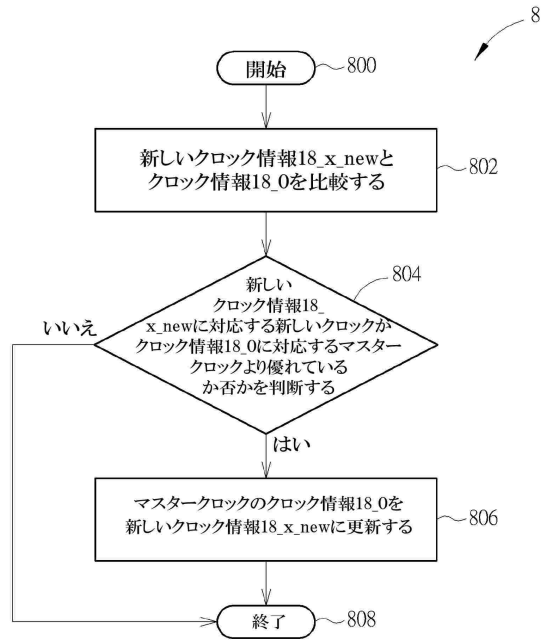 8
開始
800
新しいクロック情報18_x_newと
クロック情報18_0を比較する
802
804
新しい
クロック情報18_
x_newに対応する新しいクロックか
クロック情報18_0に対応するマスター
クロックより優れている
か否かを判断する
いいえ
はい
マスタークロックのクロック情報18_0を
新しいクロック情報18_x_newに更新する
806
終了
808